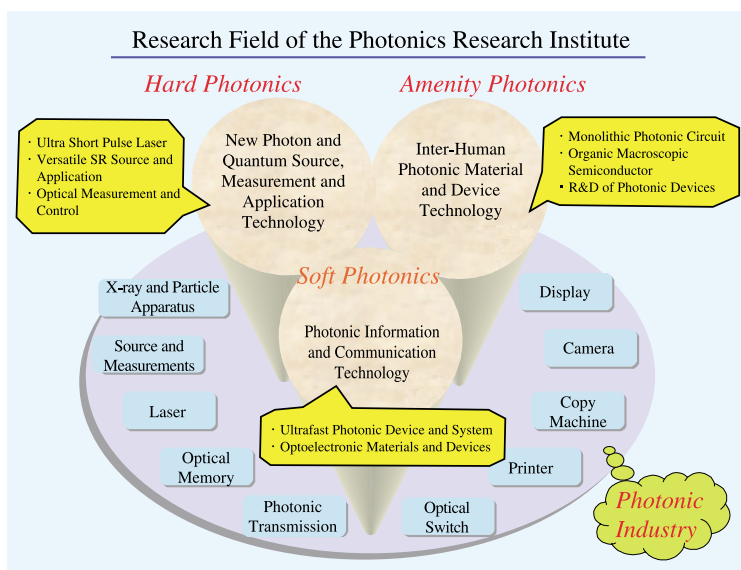 Research Field of the Photonics Research Institute
Hard Photonics
Amenity Photonics
· Ultra Short Pulse Laser
· Versatile SR Source and
Application
· Optical Measurement and
Control
New Photon and
Quantum Source,
Measurement and
Application
Technology
Inter-Human
Photonic Material
and Device
Technology
· Monolithic Photonic Circuit
· Organic Macroscopic
Semiconductor
▪ R&D of Photonic Devices
Soft Photonics
Photonic Information
and Communication
Technology
· Ultrafast Photonic Device and System
· Optoelectronic Materials and Devices
X-ray and Particle
Apparatus
Source and
Measurements
Laser
Optical
Memory
Photonic
Transmission
Optical
Switch
Printer
Copy
Machine
Camera
Display
Photonic
Industry